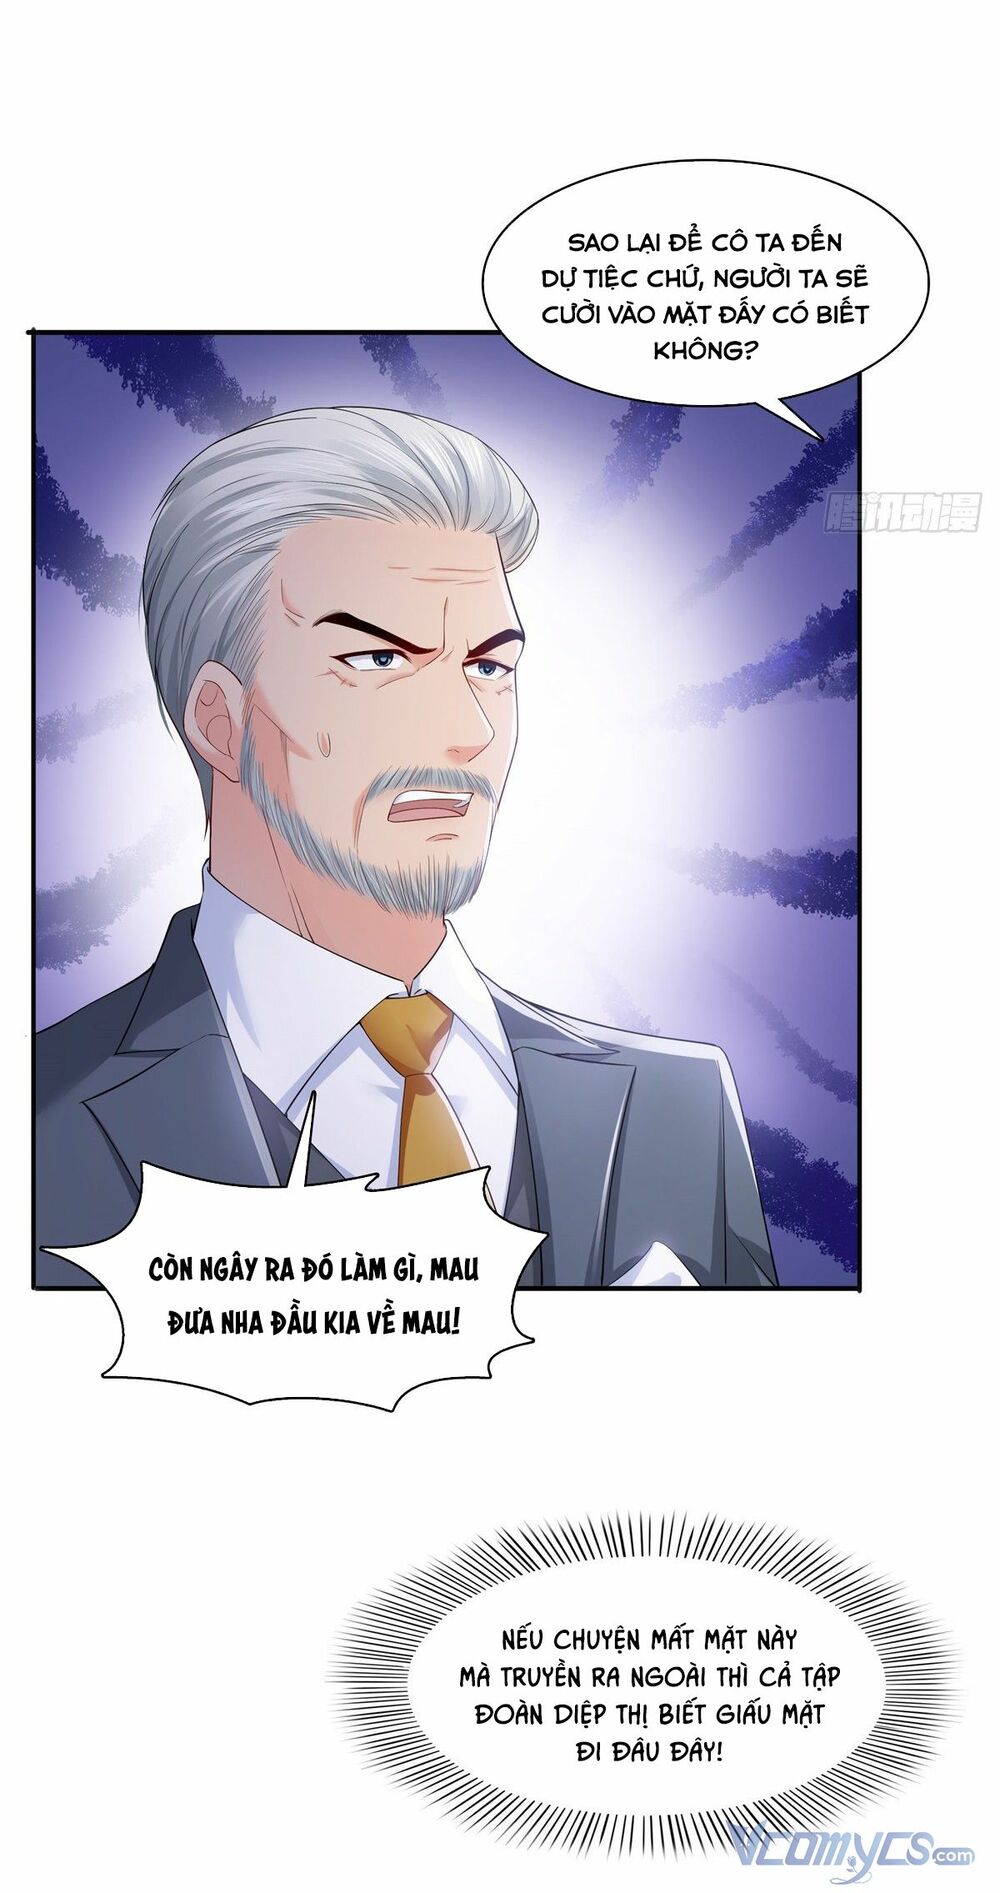 SAO LẠI ĐỂ CÔ TA ĐẾN
DỰ TIỆC CHỨ, NGƯỜI TA SẼ
CƯỜI VÀO MẶT ĐẤY CÓ BIẾT
KHÔNG?
腾讯动漫
CÒN NGÂY RA ĐÓ LÀM GÌ, MAU
ĐƯA NHA ĐẦU KIA VỀ MAU!
NẾU CHUYỆN MẤT MẶT NÀY
MÀ TRUYỀN RA NGOÀI THÌ CẢ TẬP
ĐOÀN DIỆP THỊ BIẾT GIẤU MẶT
ĐI ĐÂU ĐÂY!
VCOMYCS.com